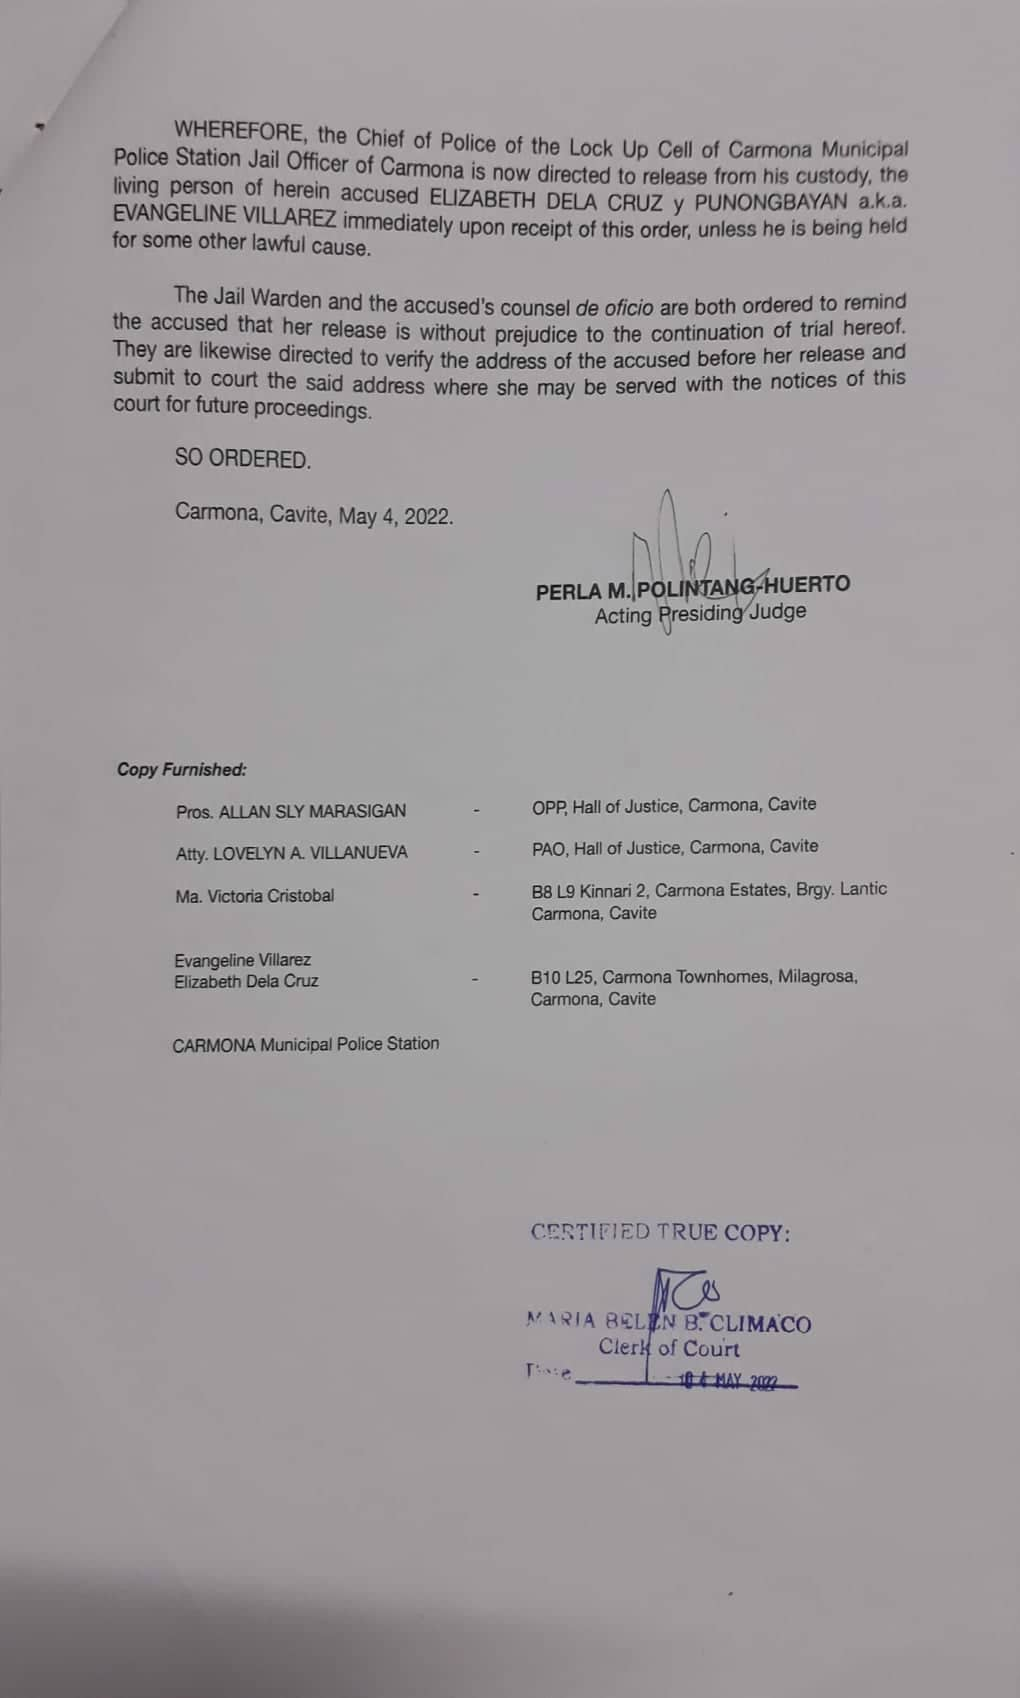 WHEREFORE, the Chief of Police of the Lock Up Cell of Carmona Municipal
Police Station Jail Officer of Carmona is now directed to release from his custody, the
living person of herein accused ELIZABETH DELA CRUZ y PUNONGBAYAN a.k.a.
EVANGELINE VILLAREZ immediately upon receipt of this order, unless he is being held
for some other lawful cause.
The Jail Warden and the accused's counsel de oficio are both ordered to remind
the accused that her release is without prejudice to the continuation of trial hereof.
They are likewise directed to verify the address of the accused before her release and
submit to court the said address where she may be served with the notices of this
court for future proceedings.
SO ORDERED.
Carmona, Cavite, May 4, 2022.
PERLA M. POLINTANG-HUERTO
Acting Presiding Judge
Copy Furnished:
Pros. ALLAN SLY MARASIGAN - OPP, Hall of Justice, Carmona, Cavite
Atty. LOVELYN A. VILLANUEVA - PAO, Hall of Justice, Carmona, Cavite
Ma. Victoria Cristobal - B8 L9 Kinnari 2, Carmona Estates, Brgy. Lantic
Carmona, Cavite
Evangeline Villarez
Elizabeth Dela Cruz - B10 L25, Carmona Townhomes, Milagrosa,
Carmona, Cavite
CARMONA Municipal Police Station
CERTIFIED TRUE COPY:
MARIA BELEN B. CLIMACO
Clerk of Court
MAY 2022